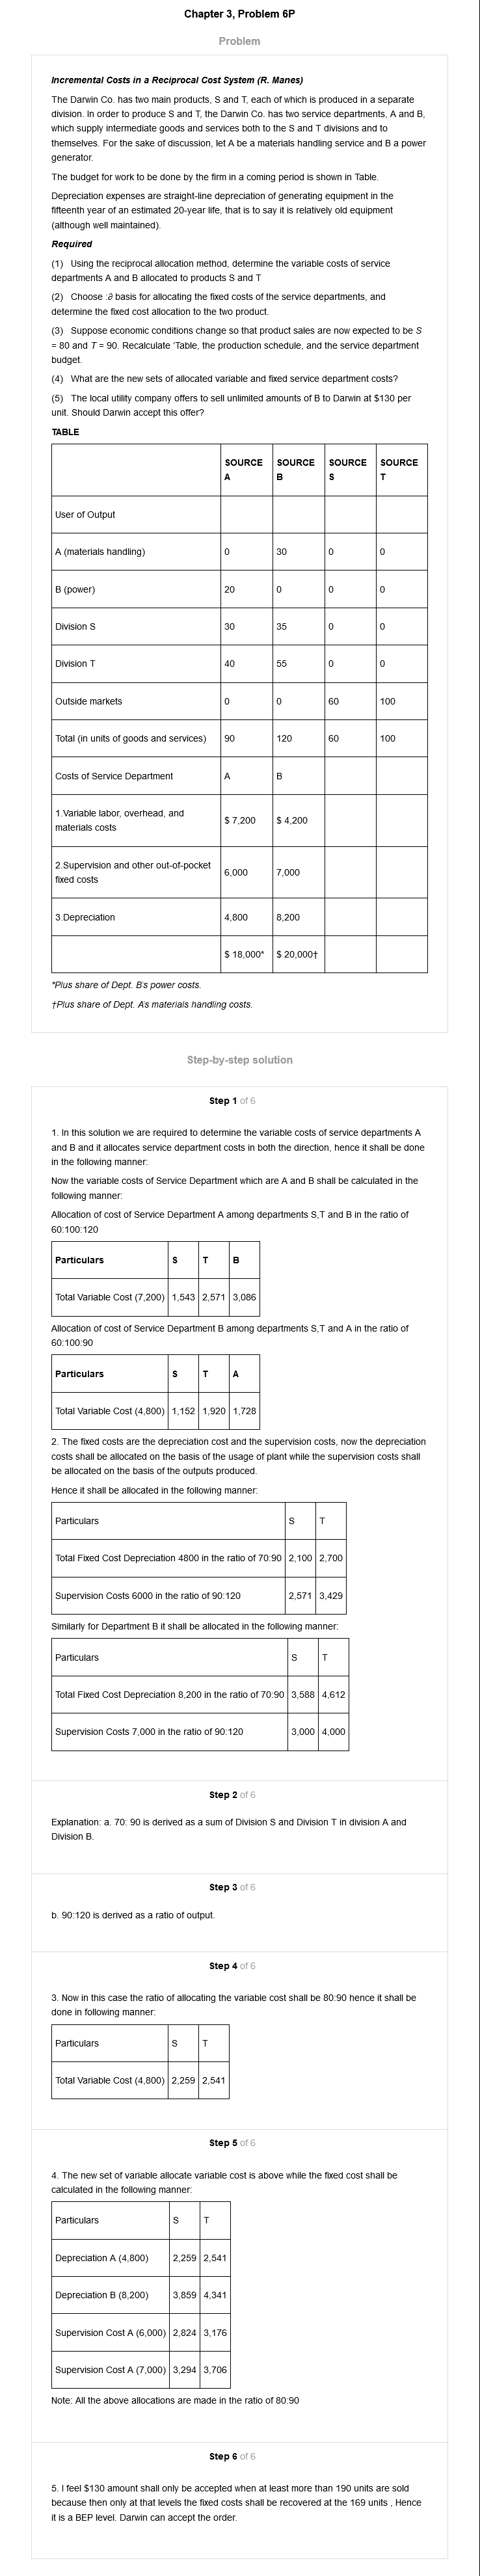 Chapter 3, Problem 6P
Problem
Incremental Costs in a Reciprocal Cost System (R. Manes)
The Darwin Co. has two main products, S and T, each of which is produced in a separate
division. In order to produce S and T, the Darwin Co. has two service departments, A and B,
which supply intermediate goods and services both to the S and T divisions and to
themselves. For the sake of discussion, let A be a materials handling service and B a power
generator.
The budget for work to be done by the firm in a coming period is shown in Table.
Depreciation expenses are straight-line depreciation of generating equipment in the
fifteenth year of an estimated 20-year life, that is to say it is relatively old equipment
(although well maintained).
Required
(1) Using the reciprocal allocation method, determine the variable costs of service
departments A and B allocated to products S and T
(2) Choose :∂ basis for allocating the fixed costs of the service departments, and
determine the fixed cost allocation to the two product.
(3) Suppose economic conditions change so that product sales are now expected to be S
= 80 and T = 90. Recalculate 'Table, the production schedule, and the service department
budget.
(4) What are the new sets of allocated variable and fixed service department costs?
(5) The local utility company offers to sell unlimited amounts of B to Darwin at $130 per
unit. Should Darwin accept this offer?
TABLE
SOURCE A SOURCE B SOURCE S SOURCE T
User of Output
A (materials handling) 0 30 0 0
B (power) 20 0 0 0
Division S 30 35 0 0
Division T 40 55 0 0
Outside markets 0 0 60 100
Total (in units of goods and services) 90 120 60 100
Costs of Service Department A B
1.Variable labor, overhead, and
materials costs $ 7,200 $ 4,200
2.Supervision and other out-of-pocket
fixed costs 6,000 7,000
3.Depreciation 4,800 8,200
$ 18,000* $ 20,000†
*Plus share of Dept. B's power costs.
†Plus share of Dept. A's materials handling costs.
Step-by-step solution
Step 1 of 6
1. In this solution we are required to determine the variable costs of service departments A
and B and it allocates service department costs in both the direction, hence it shall be done
in the following manner:
Now the variable costs of Service Department which are A and B shall be calculated in the
following manner:
Allocation of cost of Service Department A among departments S,T and B in the ratio of
60:100:120
Particulars S T B
Total Variable Cost (7,200) 1,543 2,571 3,086
Allocation of cost of Service Department B among departments S,T and A in the ratio of
60:100:90
Particulars S T A
Total Variable Cost (4,800) 1,152 1,920 1,728
2. The fixed costs are the depreciation cost and the supervision costs, now the depreciation
costs shall be allocated on the basis of the usage of plant while the supervision costs shall
be allocated on the basis of the outputs produced.
Hence it shall be allocated in the following manner:
Particulars S T
Total Fixed Cost Depreciation 4800 in the ratio of 70:90 2,100 2,700
Supervision Costs 6000 in the ratio of 90:120 2,571 3,429
Similarly for Department B it shall be allocated in the following manner:
Particulars S T
Total Fixed Cost Depreciation 8,200 in the ratio of 70:90 3,588 4,612
Supervision Costs 7,000 in the ratio of 90:120 3,000 4,000
Step 2 of 6
Explanation: a. 70: 90 is derived as a sum of Division S and Division T in division A and
Division B.
Step 3 of 6
b. 90:120 is derived as a ratio of output.
Step 4 of 6
3. Now in this case the ratio of allocating the variable cost shall be 80:90 hence it shall be
done in following manner:
Particulars S T
Total Variable Cost (4,800) 2,259 2,541
Step 5 of 6
4. The new set of variable allocate variable cost is above while the fixed cost shall be
calculated in the following manner:
Particulars S T
Depreciation A (4,800) 2,259 2,541
Depreciation B (8,200) 3,859 4,341
Supervision Cost A (6,000) 2,824 3,176
Supervision Cost A (7,000) 3,294 3,706
Note: All the above allocations are made in the ratio of 80:90
Step 6 of 6
5. I feel $130 amount shall only be accepted when at least more than 190 units are sold
because then only at that levels the fixed costs shall be recovered at the 169 units , Hence
it is a BEP level. Darwin can accept the order.